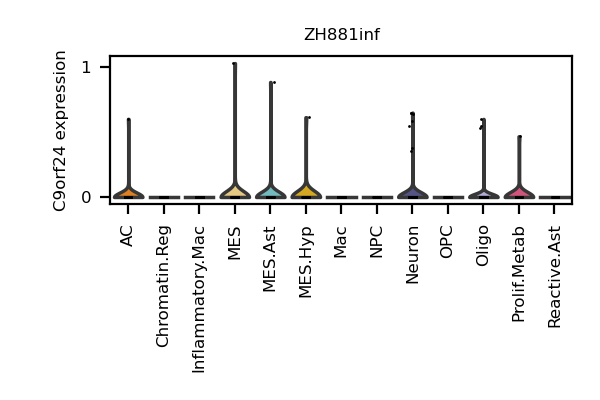 ZH881inf
C9orf24 expression
1
0
AC
Chromatin.Reg
Inflammatory.Mac
MES
MES.Ast
MES.Hyp
Mac
NPC
Neuron
OPC
Oligo
Prolif.Metab
Reactive.Ast